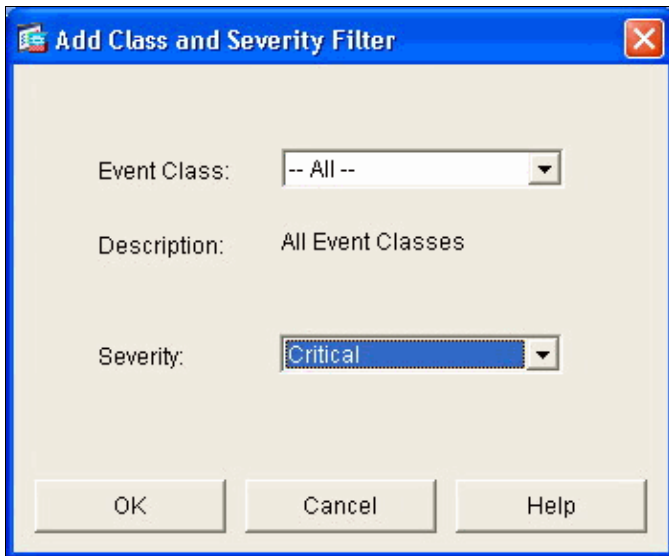 Add Class and Severity Filter
Event Class: -- All --
Description: All Event Classes
Severity: Critical
OK Cancel Help